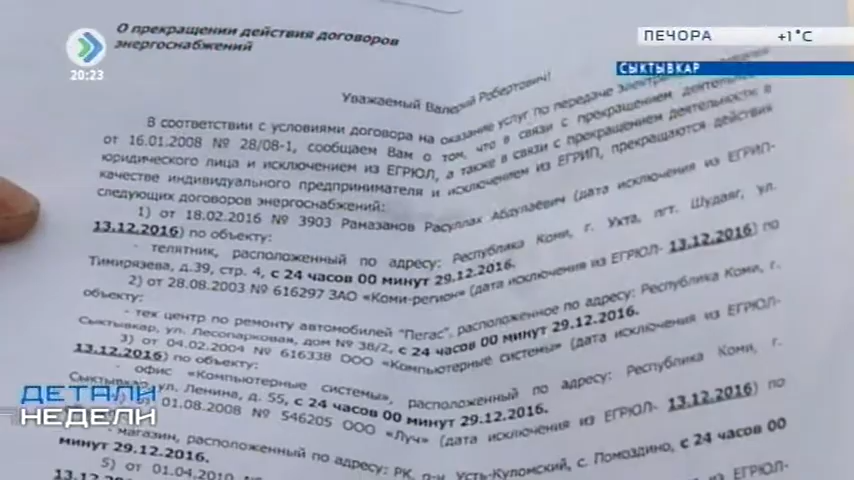 О прекращении действия договоров
энергоснабжений
20:23
ПЕЧОРА +1°C
СЫКТЫВКАР
Уважаемый Валерий Робертович!
В соответствии с условиями договора на оказание услуг по передаче
от 16.01.2008 № 28/08-1, сообщаем Вам о том, что в связи с прекращением
юридического лица и исключением из ЕГРЮЛ, а также в связи с прекращением деятельности в
качестве индивидуального предпринимателя и исключением из ЕГРИП, прекращаются действия
следующих договоров энергоснабжений:
1) от 18.02.2016 № 3903 Рамазанов Расуллах Абдулаевич (дата исключения из ЕГРИП-
13.12.2016) по объекту:
- телятник, расположенный по адресу: Республика Коми, г. Ухта, пгт. Шудаяг, ул.
Тимирязева, д.39, стр. 4, с 24 часов 00 минут 29.12.2016.
2) от 28.08.2003 № 616297 ЗАО «Коми-регион» (дата исключения из ЕГРЮЛ- 13.12.2016) по
объекту:
- тех центр по ремонту автомобилей "Пегас", расположенное по адресу: Республика Коми, г.
Сыктывкар, ул. Лесопарковая, дом № 38/2, с 24 часов 00 минут 29.12.2016.
3) от 04.02.2004 № 616338 ООО «Компьютерные системы» (дата исключения из ЕГРЮЛ-
13.12.2016) по объекту:
- офис «Компьютерные системы», расположенный по адресу: Республика Коми, г.
Сыктывкар, ул. Ленина, д. 55, с 24 часов 00 минут 29.12.2016.
01.08.2008 № 546205 ООО «Луч» (дата исключения из ЕГРЮЛ- 13.12.2016) по
- магазин, расположенный по адресу: РК, р-н Усть-Куломский, с. Помоздино, с 24 часов 00
минут 29.12.2016.
5) от 01.04.2010 из ЕГРЮЛ-
ДЕТАЛИ
НЕДЕЛИ